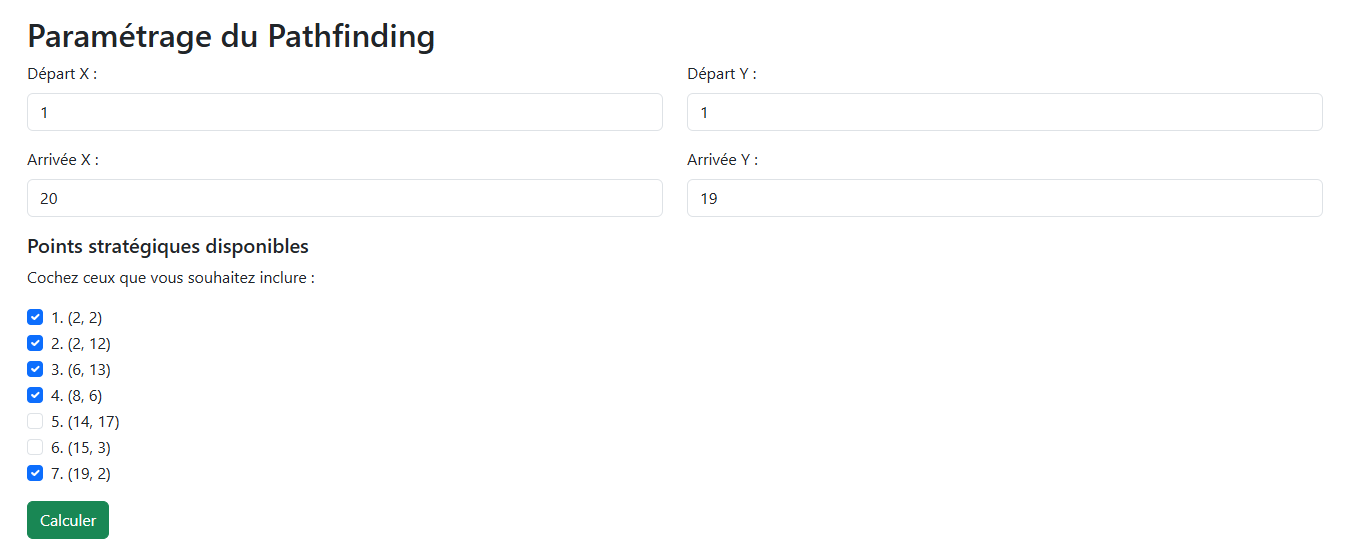 Paramétrage du Pathfinding
Départ X :
Départ Y :
1
1
Arrivée X :
Arrivée Y :
20
19
Points stratégiques disponibles
Cochez ceux que vous souhaitez inclure :
1. (2, 2)
2. (2, 12)
3. (6, 13)
4. (8, 6)
5. (14, 17)
6. (15, 3)
7. (19, 2)
Calculer